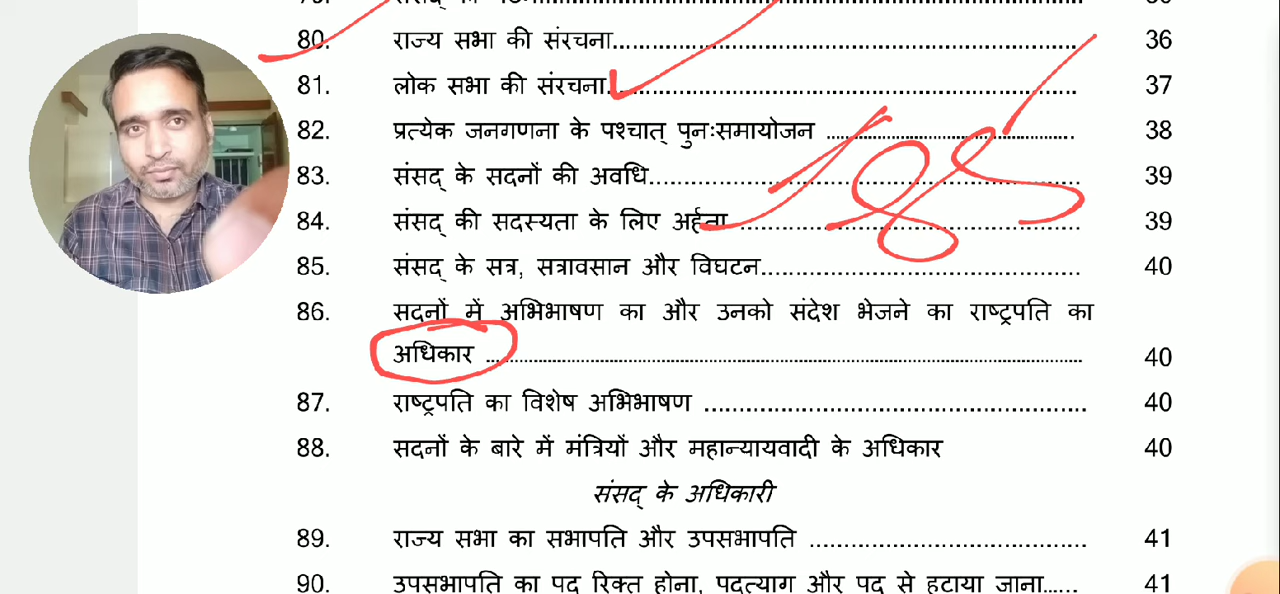 80. राज्य सभा की संरचना........................................................................ 36
81. लोक सभा की संरचना......................................................................... 37
82. प्रत्येक जनगणना के पश्चात् पुनःसमायोजन ...................................... 38
83. संसद् के सदनों की अवधि................................................................. 39
84. संसद् की सदस्यता के लिए अर्हता .................................................... 39
85. संसद् के सत्र, सत्रावसान और विघटन................................................ 40
86. सदनों में अभिभाषण का और उनको संदेश भेजने का राष्ट्रपति का
अधिकार ............................................................................................ 40
87. राष्ट्रपति का विशेष अभिभाषण ......................................................... 40
88. सदनों के बारे में मंत्रियों और महान्यायवादी के अधिकार 40
संसद् के अधिकारी
89. राज्य सभा का सभापति और उपसभापति .......................................... 41
90. उपसभापति का पद रिक्त होना, पदत्याग और पद से हटाया जाना...... 41